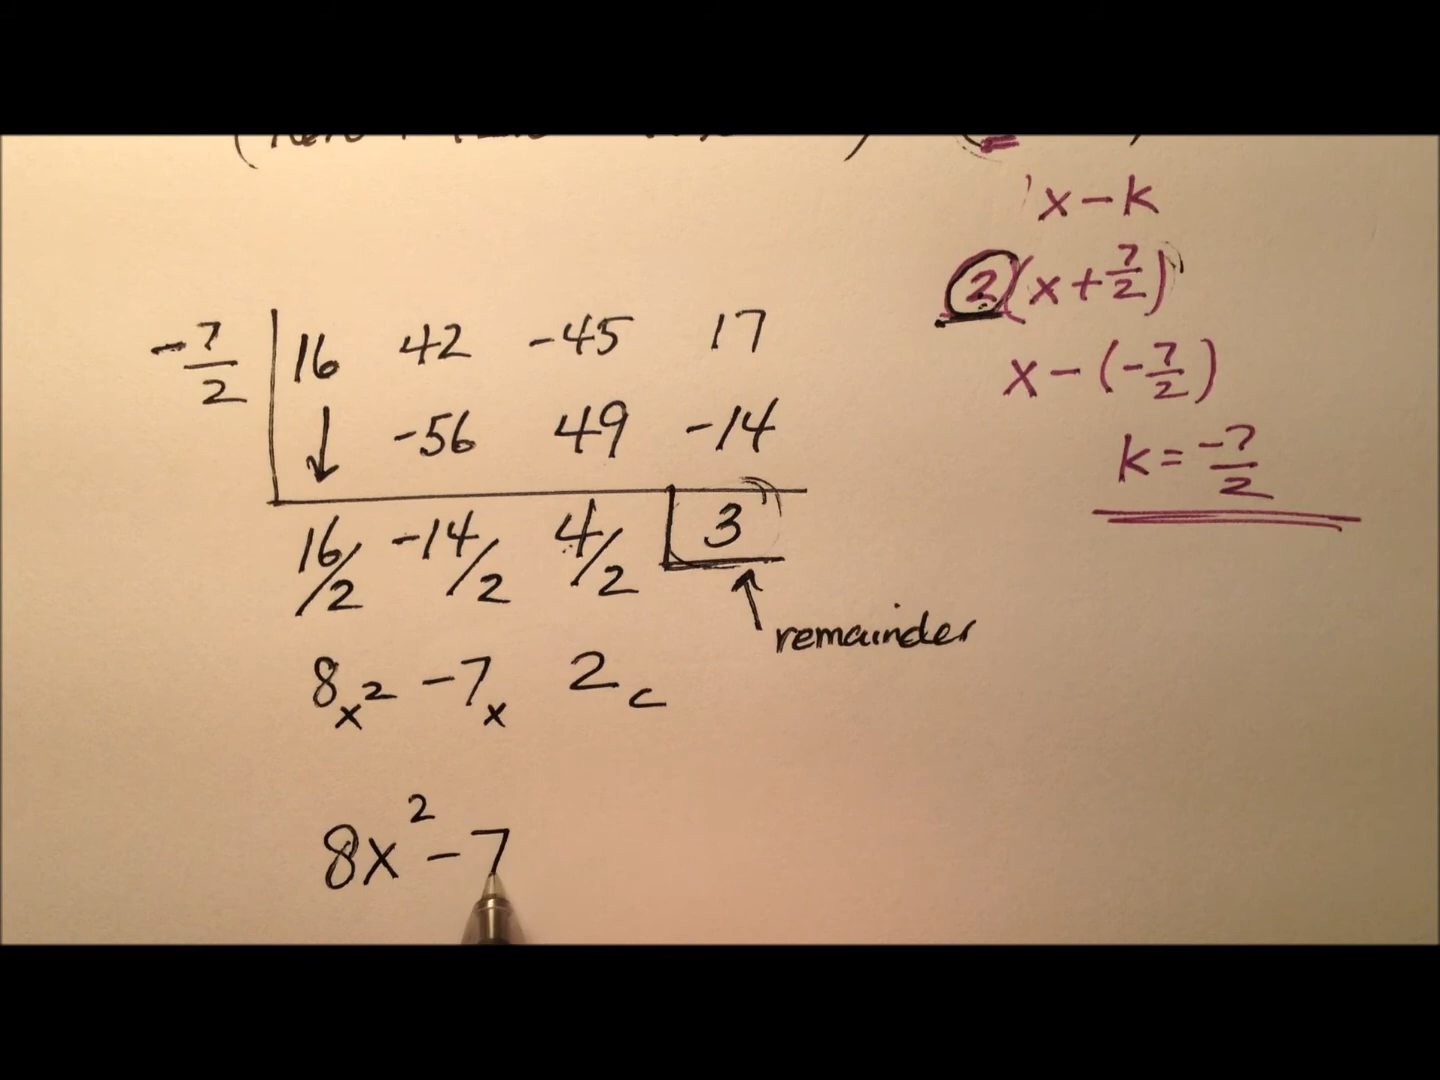 x - k
2(x + 7/2)
x - (-7/2)
k = -7/2
-7/2 | 16 42 -45 17
↓ -56 49 -14
16/2 -14/2 4/2 3
remainder
8x² -7x 2c
8x² - 7